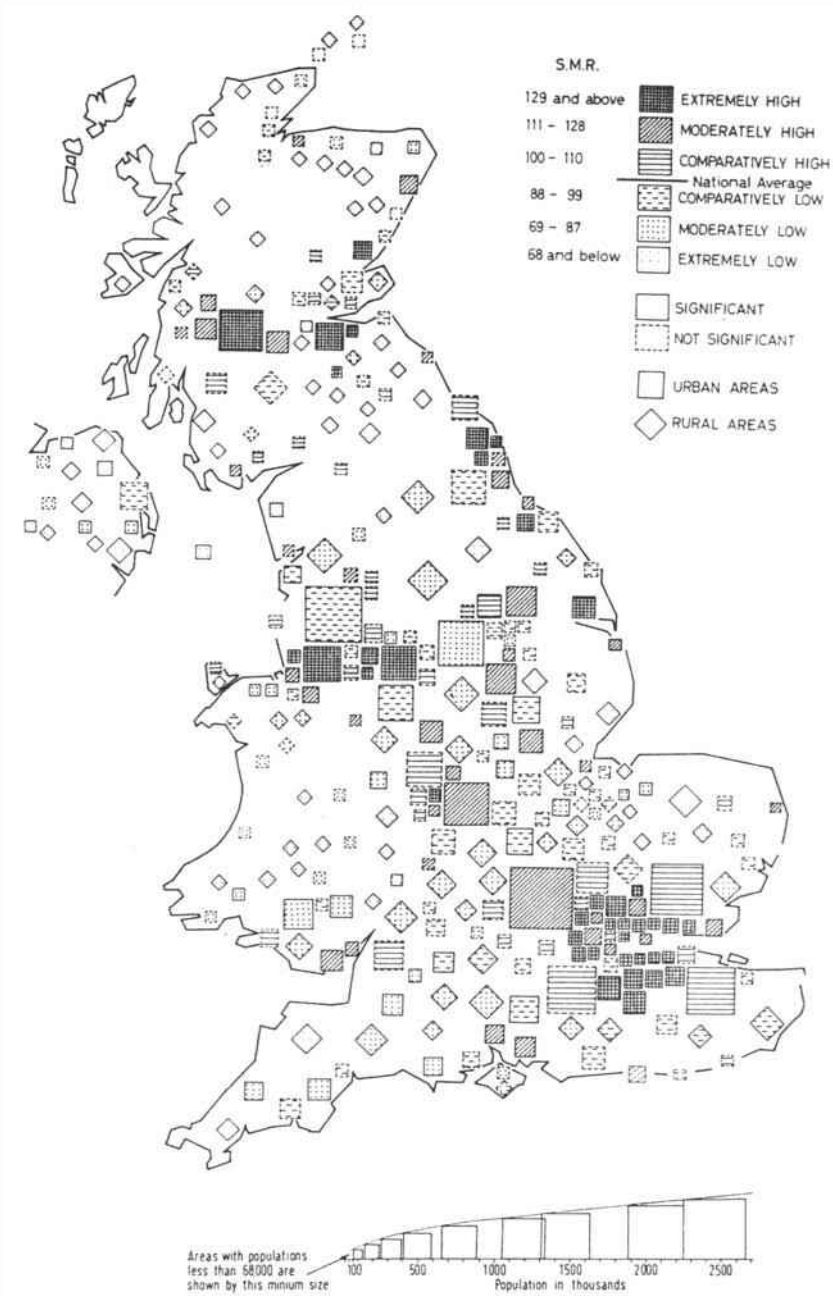 S.M.R.
129 and above EXTREMELY HIGH
111 - 128 MODERATELY HIGH
100 - 110 COMPARATIVELY HIGH
National Average
88 - 99 COMPARATIVELY LOW
69 - 87 MODERATELY LOW
68 and below EXTREMELY LOW
SIGNIFICANT
NOT SIGNIFICANT
URBAN AREAS
RURAL AREAS
Areas with populations
less than 68000 are
shown by this minium size
100 500 1000 1500 2000 2500
Population in thousands